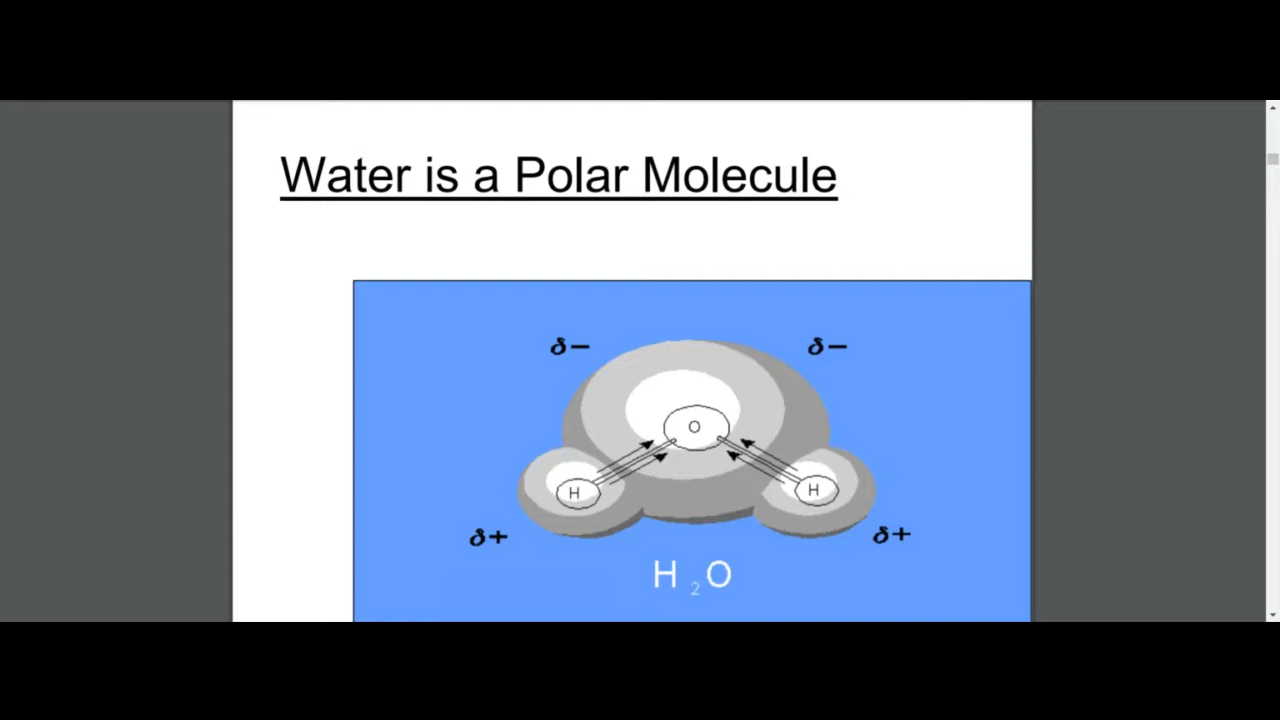 Water is a Polar Molecule
δ− δ−
O
H H
δ+ δ+
H₂O